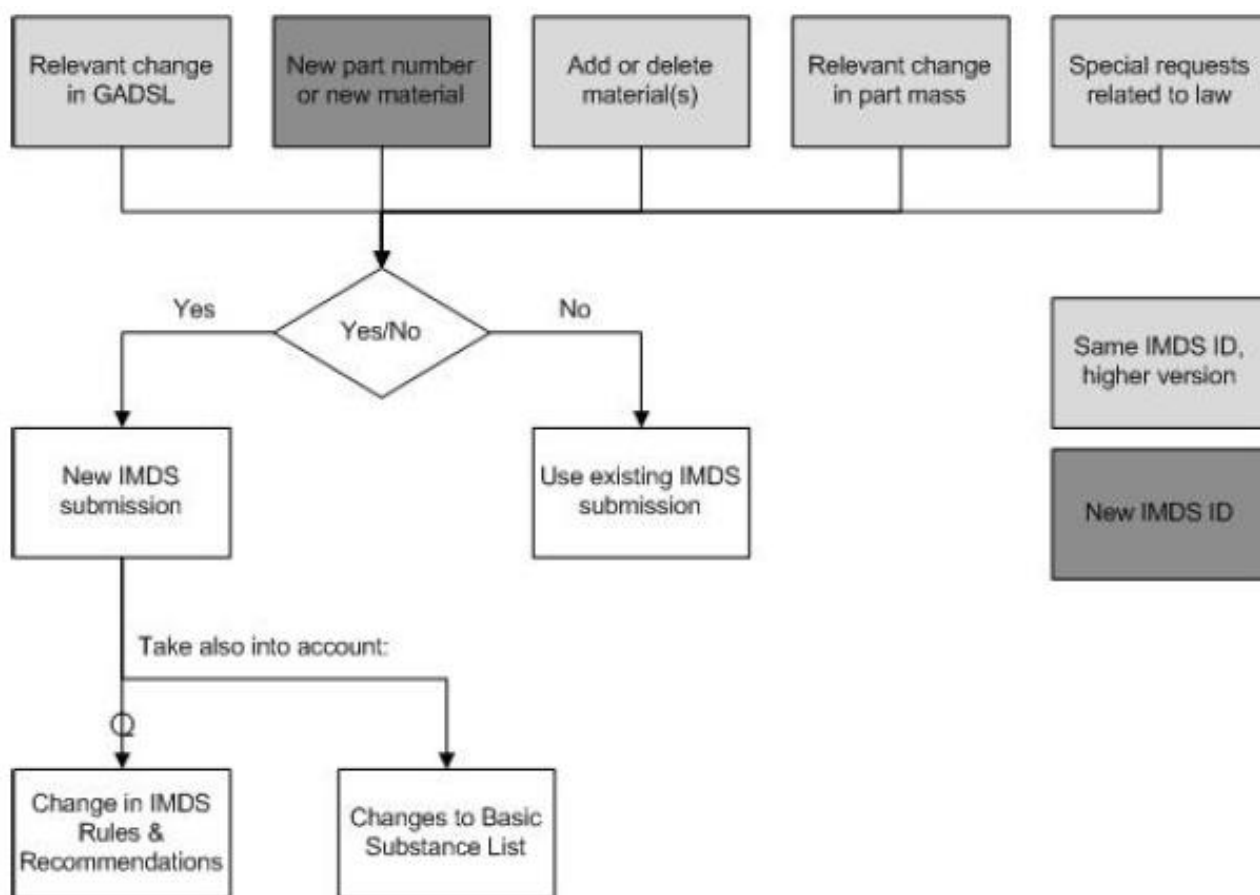 Relevant change
in GADSL
New part number
or new material
Add or delete
material(s)
Relevant change
in part mass
Special requests
related to law
Yes
Yes/No
No
Same IMDS ID,
higher version
New IMDS
submission
Use existing IMDS
submission
New IMDS ID
Take also into account:
Change in IMDS
Rules &
Recommendations
Changes to Basic
Substance List